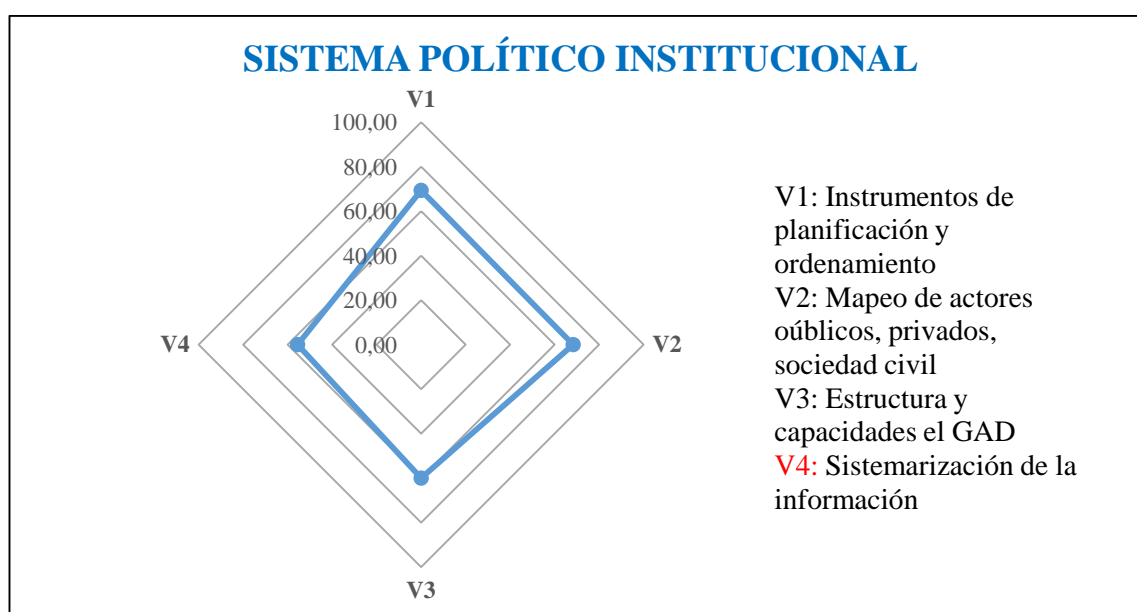 SISTEMA POLÍTICO INSTITUCIONAL
V1
100,00
80,00
60,00
40,00
20,00
0,00
V4
V2
V3
V1: Instrumentos de
planificación y
ordenamiento
V2: Mapeo de actores
oúblicos, privados,
sociedad civil
V3: Estructura y
capacidades el GAD
V4: Sistemarización de la
información